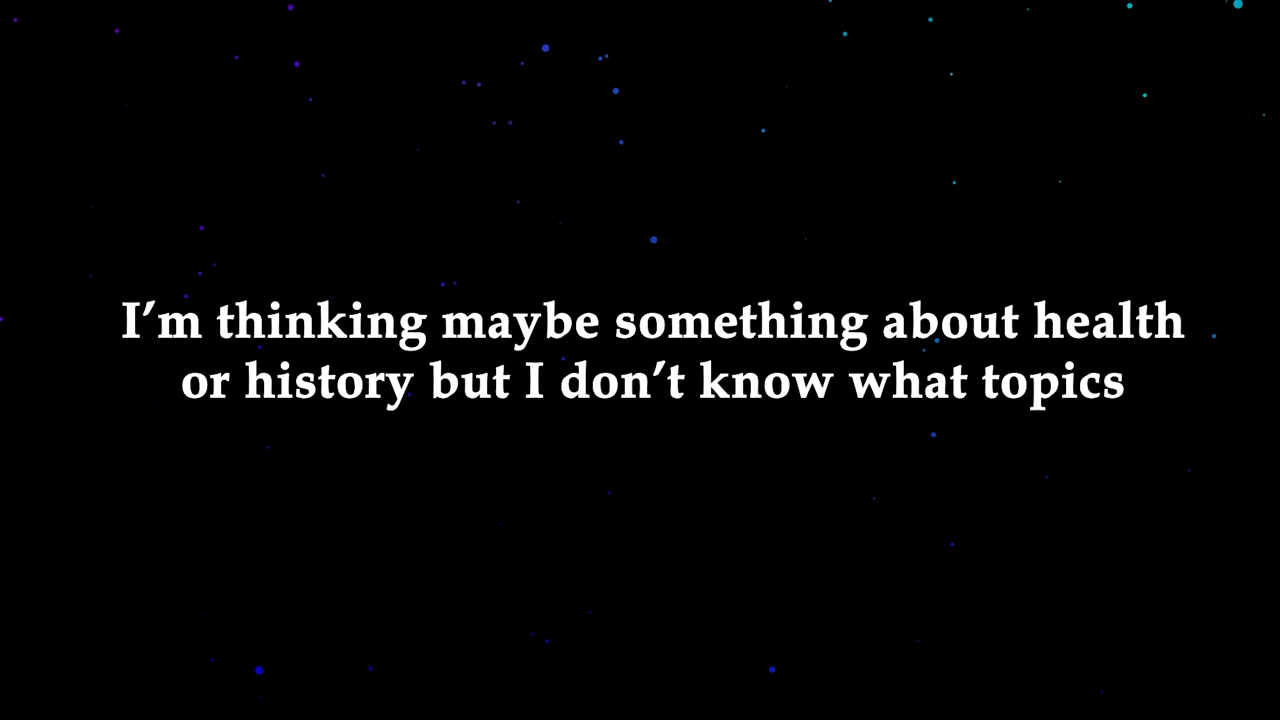 I’m thinking maybe something about health
or history but I don’t know what topics